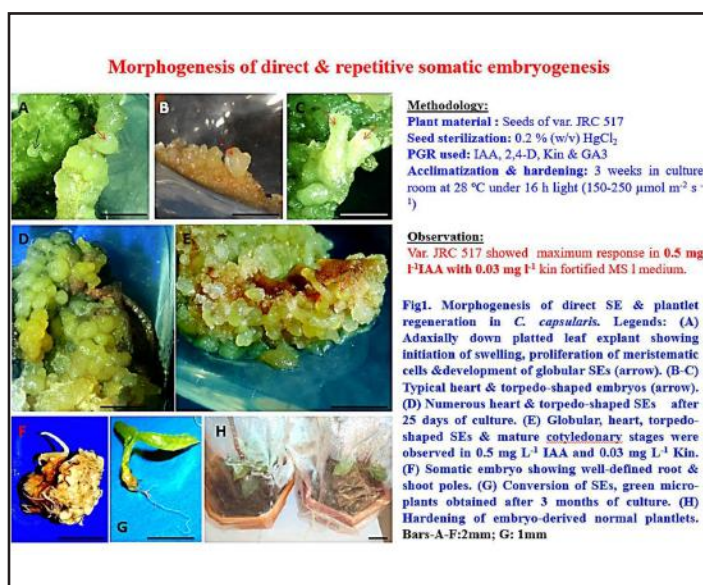 Morphogenesis of direct & repetitive somatic embryogenesis
A
B
C
D
E
F
G
H
Methodology:
Plant material : Seeds of var. JRC 517
Seed sterilization: 0.2 % (w/v) HgCl2
PGR used: IAA, 2,4-D, Kin & GA3
Acclimatization & hardening: 3 weeks in culture
room at 28 °C under 16 h light (150-250 µmol m-2 s -
1)
Observation:
Var. JRC 517 showed maximum response in 0.5 mg
l-1IAA with 0.03 mg l-1 kin fortified MS l medium.
Fig1. Morphogenesis of direct SE & plantlet
regeneration in C. capsularis. Legends: (A)
Adaxially down platted leaf explant showing
initiation of swelling, proliferation of meristematic
cells &development of globular SEs (arrow). (B-C)
Typical heart & torpedo-shaped embryos (arrow).
(D) Numerous heart & torpedo-shaped SEs after
25 days of culture. (E) Globular, heart, torpedo-
shaped SEs & mature cotyledonary stages were
observed in 0.5 mg L-1 IAA and 0.03 mg L-1 Kin.
(F) Somatic embryo showing well-defined root &
shoot poles. (G) Conversion of SEs, green micro-
plants obtained after 3 months of culture. (H)
Hardening of embryo-derived normal plantlets.
Bars-A-F:2mm; G: 1mm